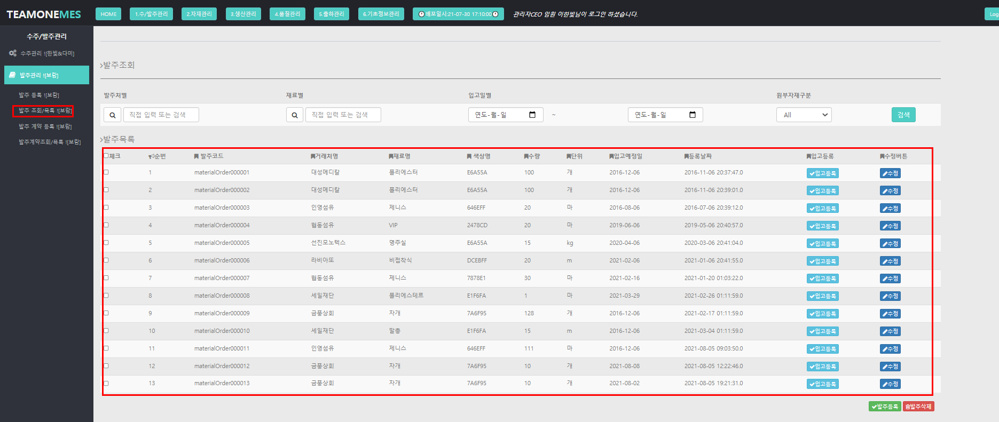 TEAMONEMES HOME 1.수/발주관리 2.자재관리 3.생산관리 4.품질관리 5.출하관리 6.기초정보관리 배포일시:21-07-30 17:10:00 관리자CEO 임원 이한빛님이 로그인 하셨습니다. Log
수주/발주관리
수주관리 ![한빛&다미]
발주관리 ![보람]
발주 등록 ![보람]
발주 조회/목록 ![보람]
발주 계약 등록 ![보람]
발주계약조회/목록 ![보람]
>발주조회
발주처별 재료별 입고일별 원부자재구분
직접 입력 또는 검색 직접 입력 또는 검색 연도-월-일 ~ 연도-월-일 All 검색
>발주목록
체크 순번 발주코드 거래처명 재료명 색상명 수량 단위 입고예정일 등록날짜 입고등록 수정버튼
1 materialOrder000001 대성메디칼 폴리에스터 E6A55A 100 개 2016-12-06 2016-11-06 20:37:47.0 입고등록 수정
2 materialOrder000002 대성메디칼 폴리에스터 E6A55A 100 개 2016-12-06 2016-11-06 20:39:01.0 입고등록 수정
3 materialOrder000003 인영섬유 제니스 646EFF 20 마 2016-08-06 2016-07-06 20:39:12.0 입고등록 수정
4 materialOrder000004 협동섬유 VIP 2478CD 20 마 2019-06-06 2019-05-06 20:40:57.0 입고등록 수정
5 materialOrder000005 선진모노텍스 명주실 E6A55A 15 kg 2020-04-06 2020-03-06 20:41:04.0 입고등록 수정
6 materialOrder000006 라비아또 비접착식 DCEBFF 20 m 2021-02-06 2021-01-06 20:41:55.0 입고등록 수정
7 materialOrder000007 협동섬유 제니스 7878E1 30 마 2021-02-16 2021-01-20 01:03:22.0 입고등록 수정
8 materialOrder000008 세일재단 폴리에스테르 E1F6FA 1 마 2021-03-29 2021-02-26 01:11:59.0 입고등록 수정
9 materialOrder000009 금풍상회 자개 7A6F95 128 개 2016-12-06 2021-02-17 01:11:59.0 입고등록 수정
10 materialOrder000010 세일재단 말총 E1F6FA 15 m 2016-12-06 2021-03-04 01:11:59.0 입고등록 수정
11 materialOrder000011 인영섬유 제니스 646EFF 111 마 2016-12-06 2021-08-05 09:03:50.0 입고등록 수정
12 materialOrder000012 금풍상회 자개 7A6F95 10 개 2021-08-08 2021-08-05 12:22:46.0 입고등록 수정
13 materialOrder000013 금풍상회 자개 7A6F95 10 개 2021-08-02 2021-08-05 19:21:31.0 입고등록 수정
발주등록 발주삭제